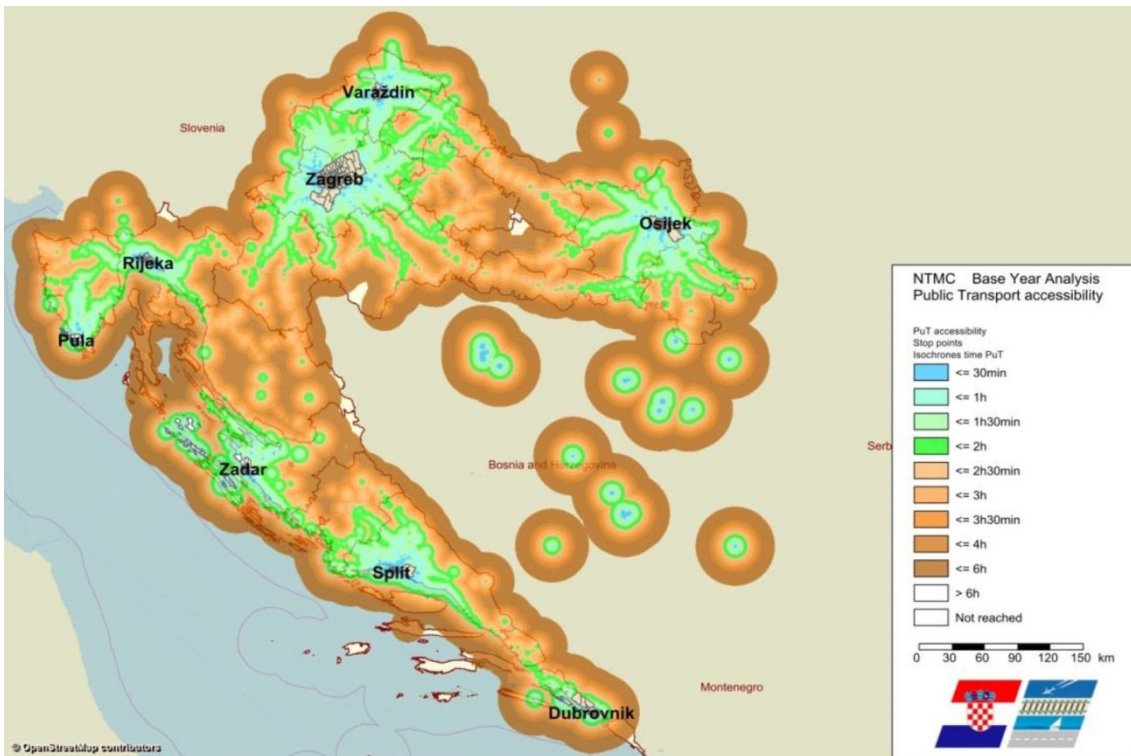 Varaždin
Slovenia
Zagreb
Osijek
Rijeka
Pula
NTMC Base Year Analysis
Public Transport accessibility
PuT accessibility
Stop points
Isochrones time PuT
<= 30min
<= 1h
<= 1h30min
<= 2h
<= 2h30min
<= 3h
<= 3h30min
<= 4h
<= 6h
> 6h
Not reached
0 30 60 90 120 150 km
Serb
Bosnia and Herzegovina
Zadar
Split
Montenegro
Dubrovnik
© OpenStreetMap contributors